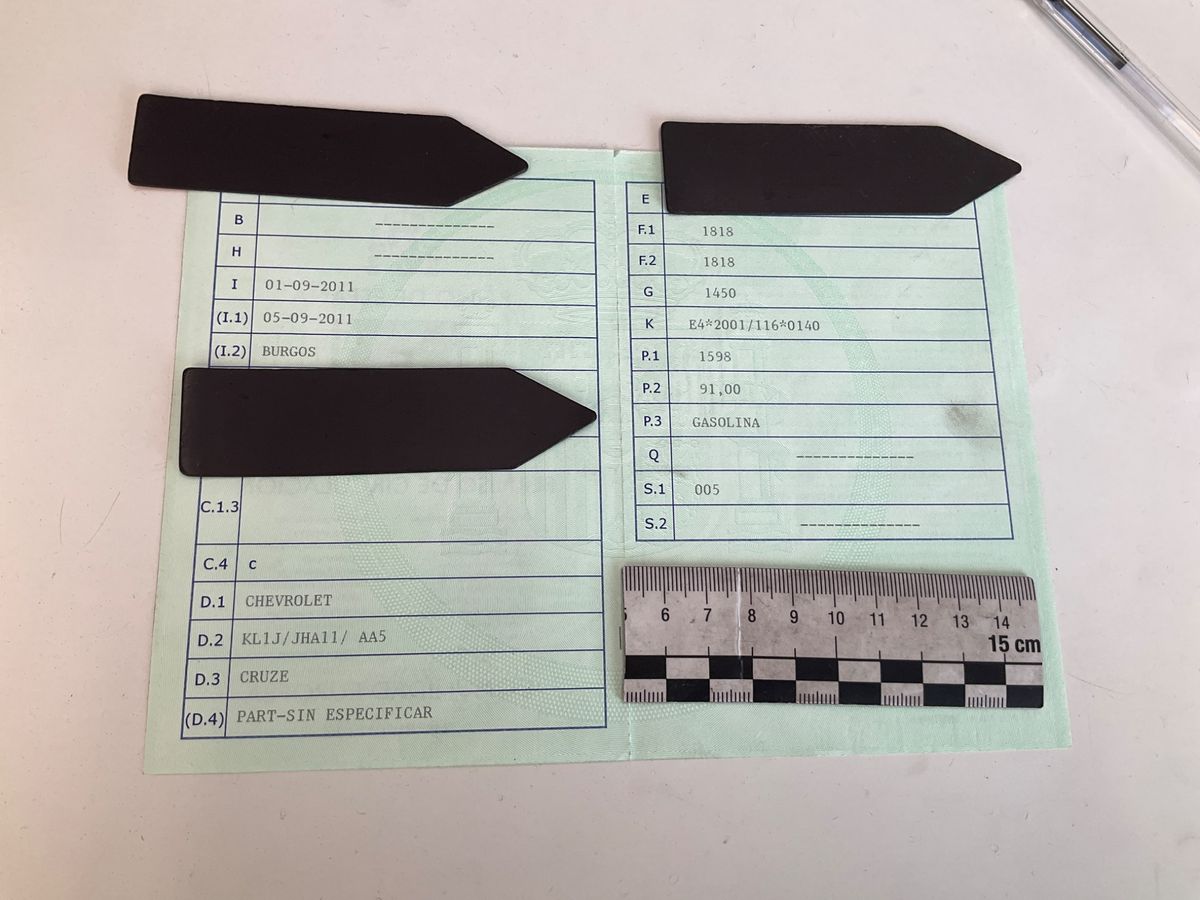 B --------------
H --------------
I 01-09-2011
(I.1) 05-09-2011
(I.2) BURGOS
C.1.3
C.4 c
D.1 CHEVROLET
D.2 KL1J/JHA11/ AA5
D.3 CRUZE
(D.4) PART-SIN ESPECIFICAR
E
F.1 1818
F.2 1818
G 1450
K E4*2001/116*0140
P.1 1598
P.2 91,00
P.3 GASOLINA
Q --------------
S.1 005
S.2 --------------
5 6 7 8 9 10 11 12 13 14
15 cm